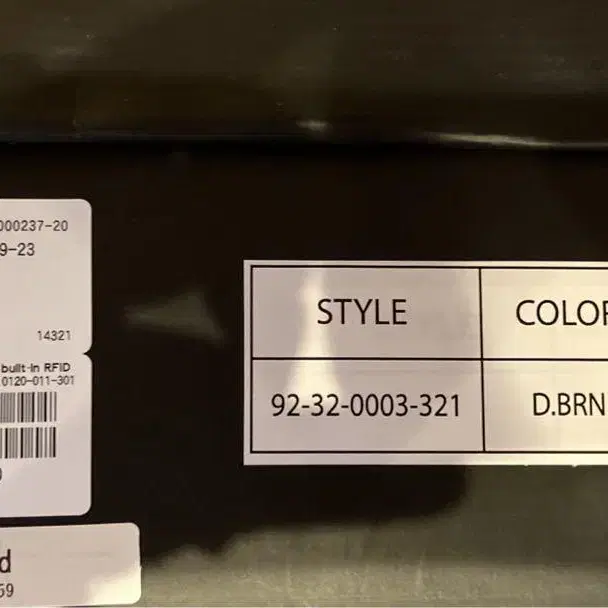 000237-20
9-23
14321
built-in RFID
0120-011-301
d
59
STYLE COLOR
92-32-0003-321 D.BRN